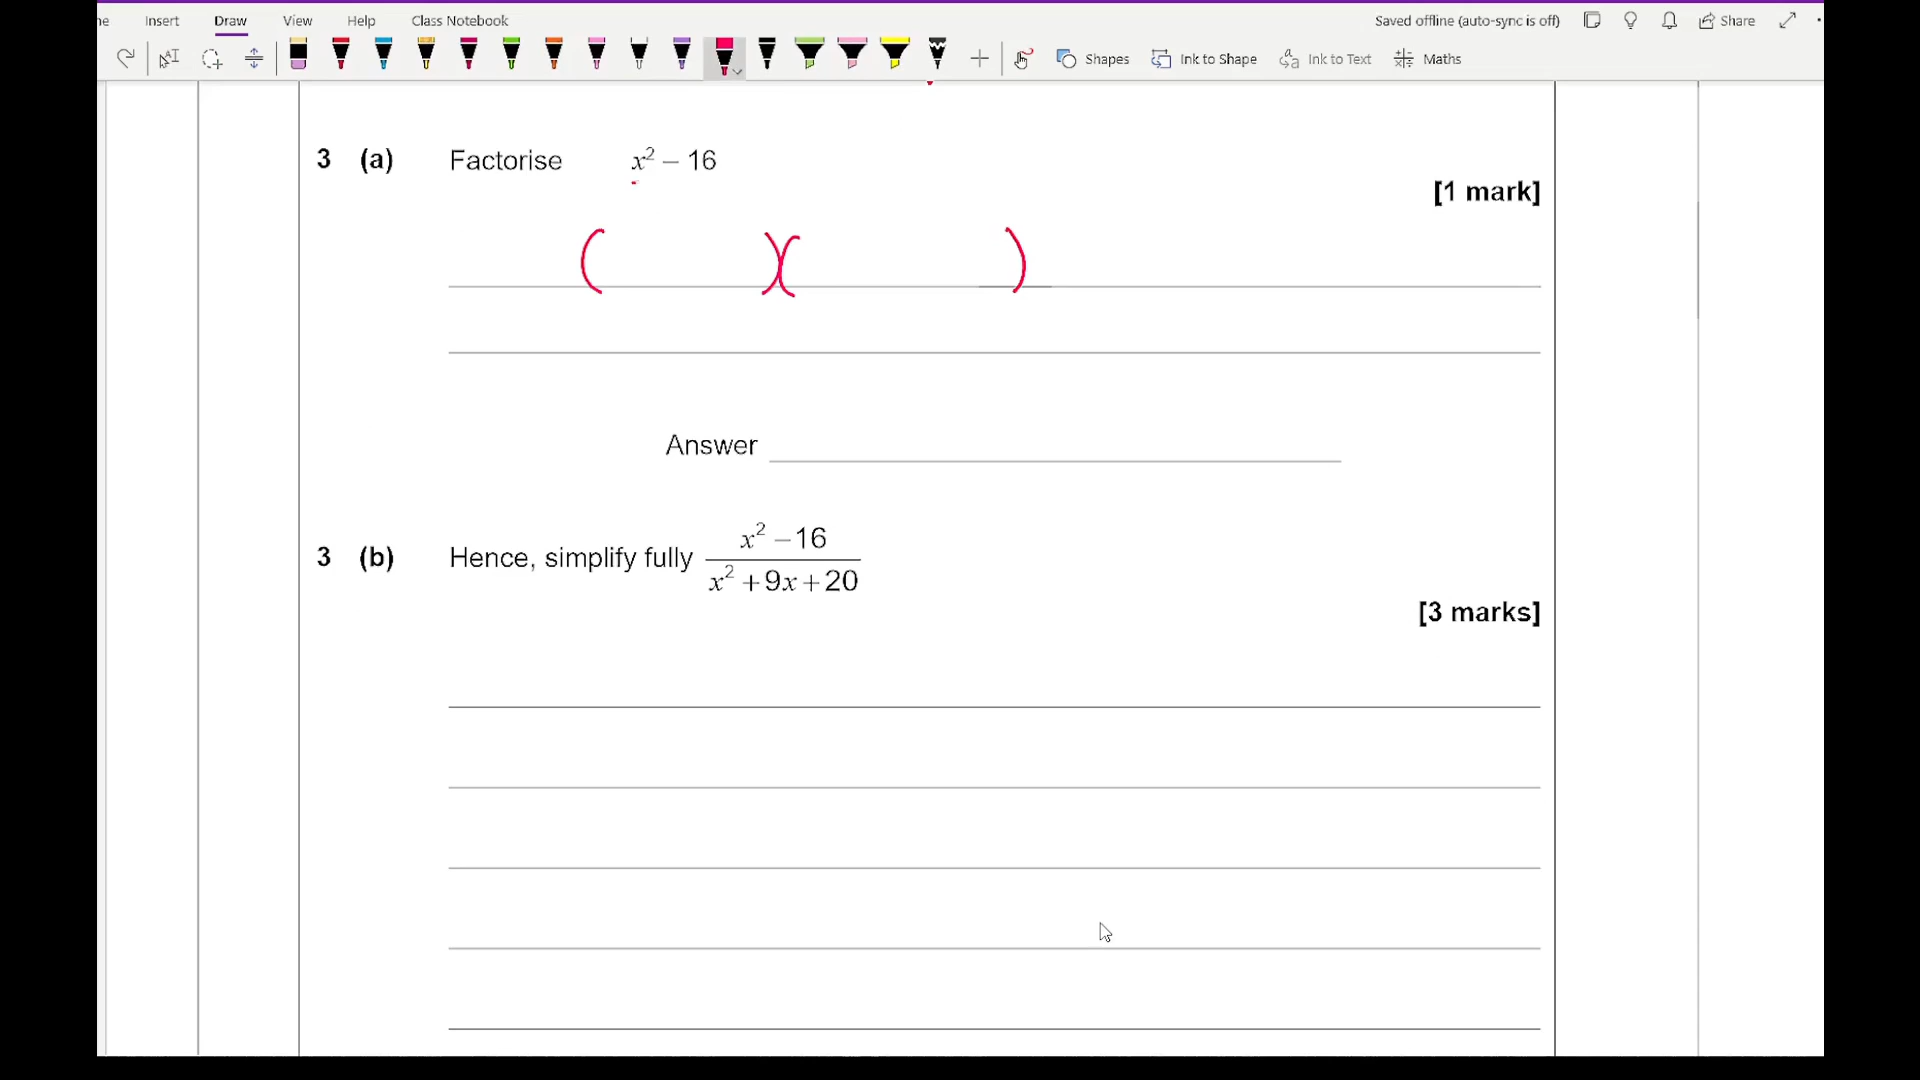 Insert Draw View Help Class Notebook Saved offline (auto-sync is off) Share
Shapes Ink to Shape Ink to Text Maths
3 (a) Factorise x² – 16
[1 mark]
( )( )
Answer
3 (b) Hence, simplify fully x² – 16 / x² + 9x + 20
[3 marks]